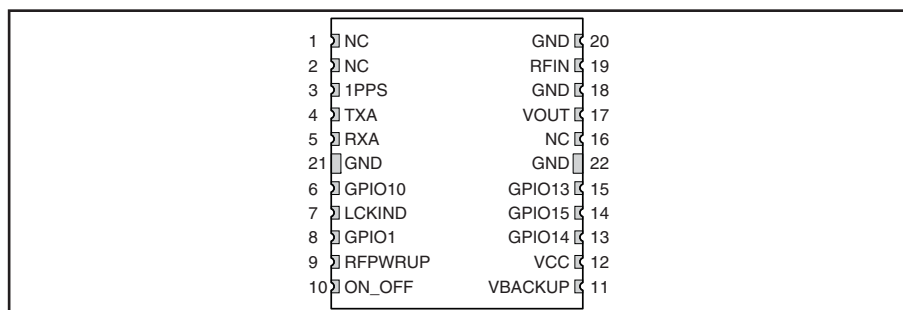 1 NC GND 20
2 NC RFIN 19
3 1PPS GND 18
4 TXA VOUT 17
5 RXA NC 16
21 GND GND 22
6 GPIO10 GPIO13 15
7 LCKIND GPIO15 14
8 GPIO1 GPIO14 13
9 RFPWRUP VCC 12
10 ON_OFF VBACKUP 11